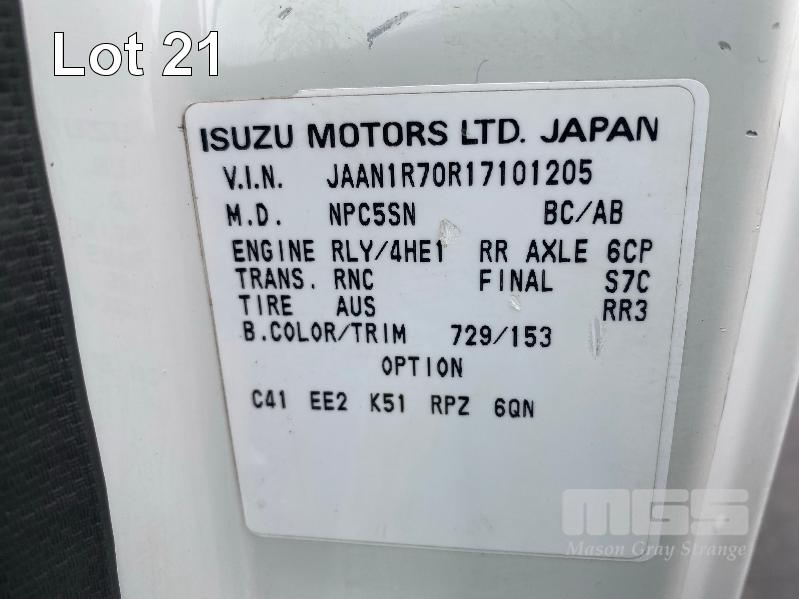 Lot 21
ISUZU MOTORS LTD. JAPAN
V.I.N. JAAN1R70R17101205
M.D. NPC5SN BC/AB
ENGINE RLY/4HE1 RR AXLE 6CP
TRANS. RNC FINAL S7C
TIRE AUS RR3
B.COLOR/TRIM 729/153
OPTION
C41 EE2 K51 RPZ 6QN
MGS
Mason Gray Strange